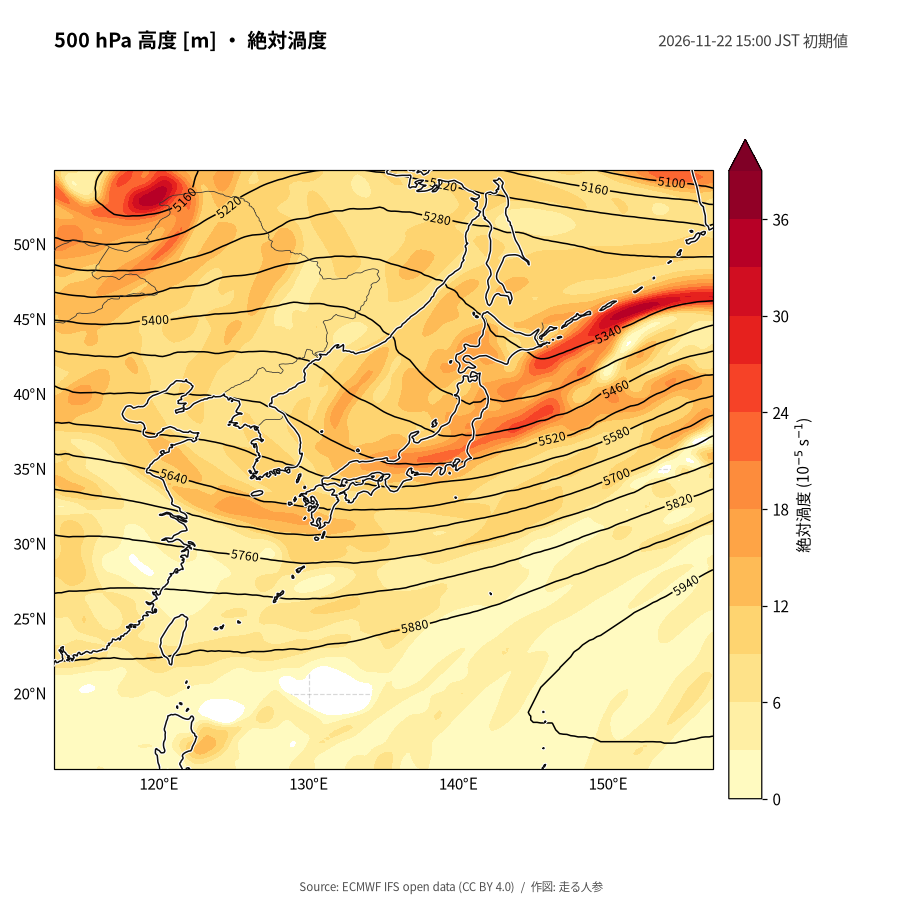 500 hPa 高度 [m] ・ 絶対渦度
2026-11-22 15:00 JST 初期値
5160
5220
5220
5280
5160
5100
5400
5340
5460
5520
5580
5640
5700
5760
5820
5880
5940
50°N
45°N
40°N
35°N
30°N
25°N
20°N
120°E
130°E
140°E
150°E
36
30
24
18
12
6
0
絶対渦度 (10⁻⁵ s⁻¹)
Source: ECMWF IFS open data (CC BY 4.0) / 作図: 走る人参